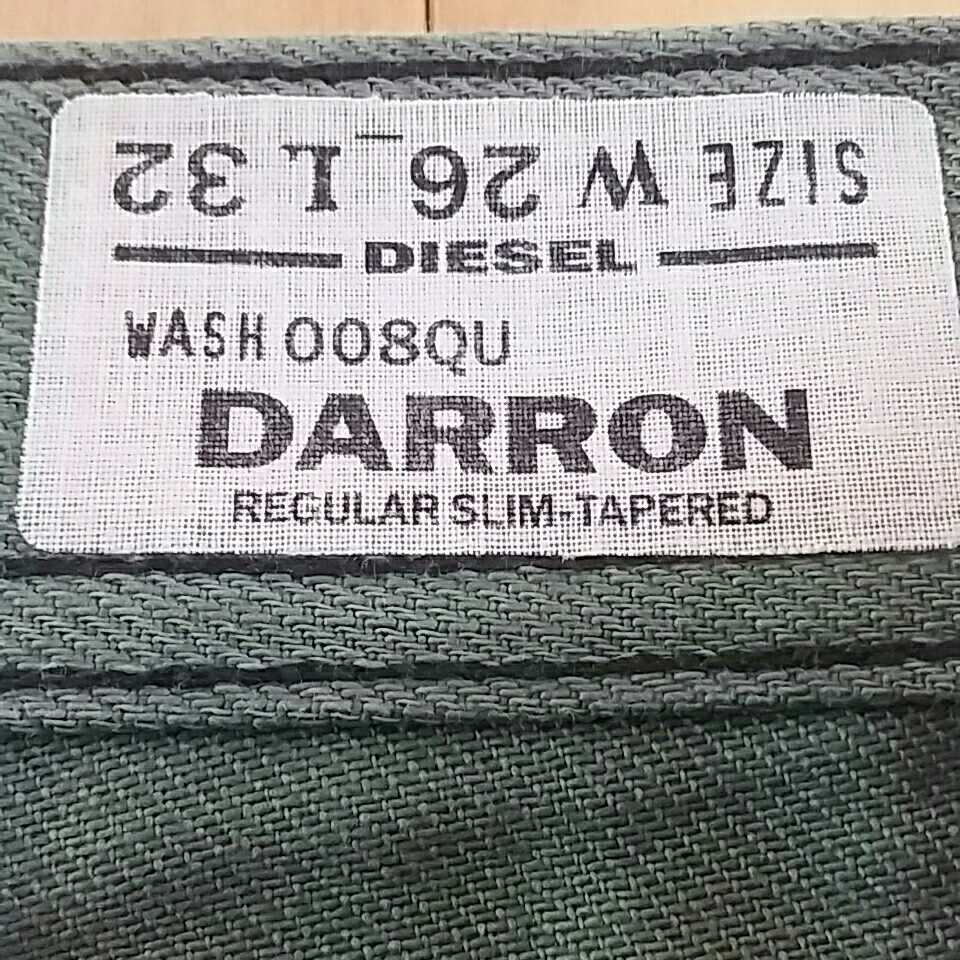 SIZE W 26 L 32
DIESEL
WASH 008QU
DARRON
REGULAR SLIM-TAPERED